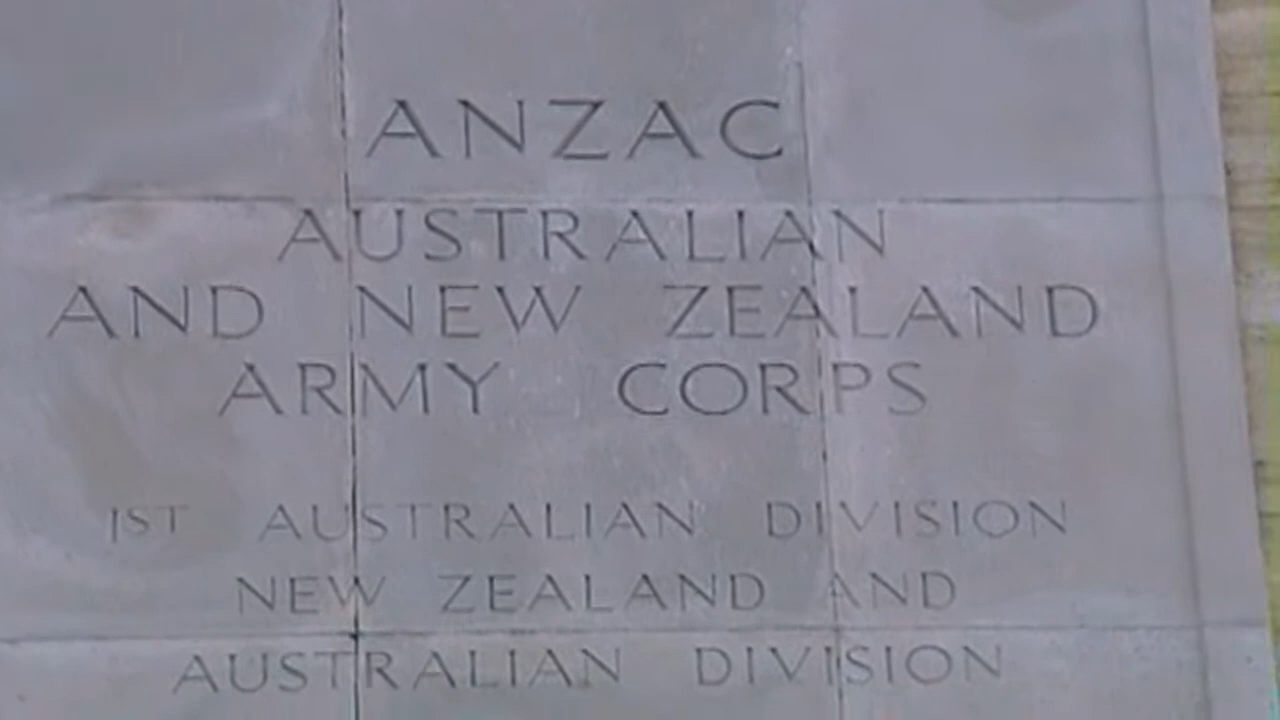 ANZAC
AUSTRALIAN
AND NEW ZEALAND
ARMY CORPS
1ST AUSTRALIAN DIVISION
NEW ZEALAND AND
AUSTRALIAN DIVISION